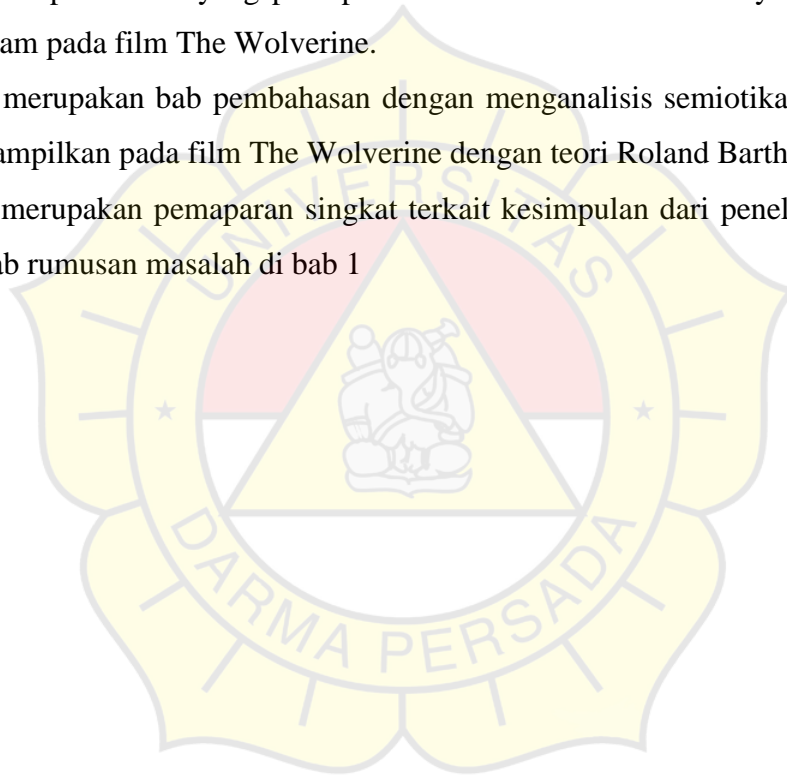 am pada film The Wolverine.
merupakan bab pembahasan dengan menganalisis semiotika
ampilkan pada film The Wolverine dengan teori Roland Barth
merupakan pemaparan singkat terkait kesimpulan dari penel
ab rumusan masalah di bab 1
UNIVERSITAS
DARMA PERSADA